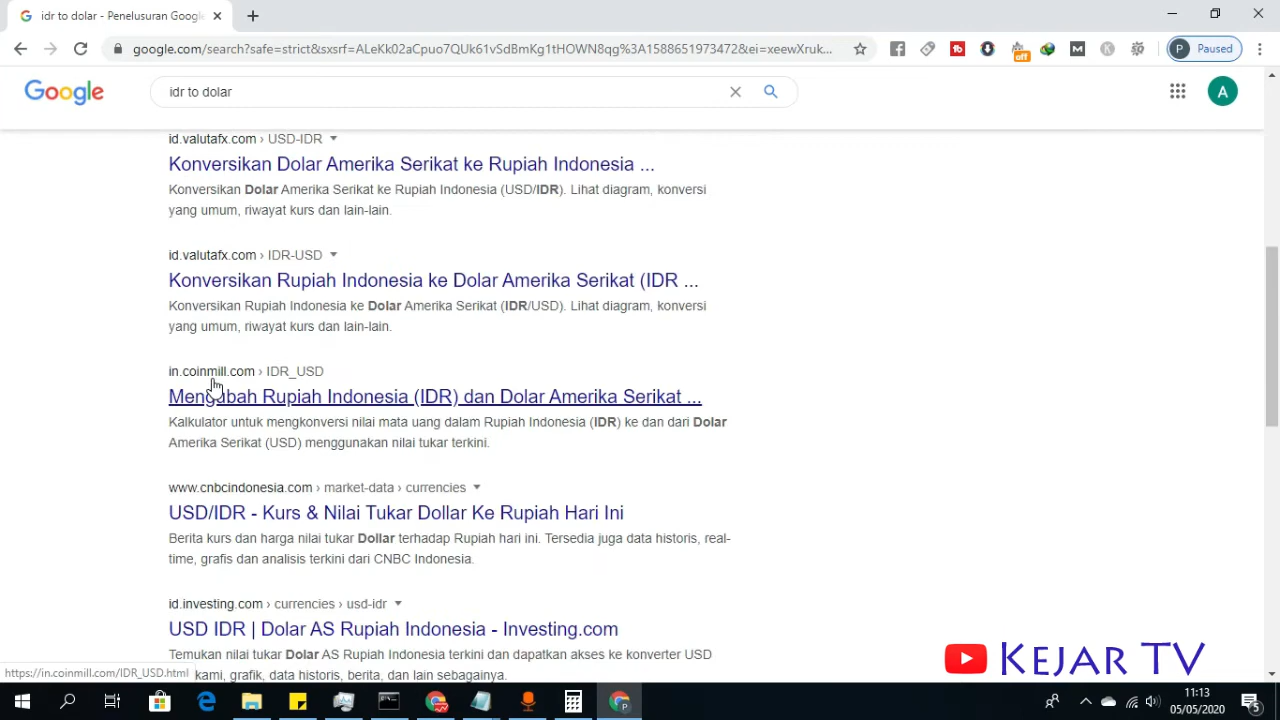 idr to dolar - Penelusuran Googl
google.com/search?safe=strict&sxsrf=ALeKk02aCpuo7QUk61vSdBmKg1tHOWN8qg%3A1588651973472&ei=xeewXruk...
off
M
K
P Paused
Google
idr to dolar
A
id.valutafx.com › USD-IDR
Konversikan Dolar Amerika Serikat ke Rupiah Indonesia ...
Konversikan Dolar Amerika Serikat ke Rupiah Indonesia (USD/IDR). Lihat diagram, konversi
yang umum, riwayat kurs dan lain-lain.
id.valutafx.com › IDR-USD
Konversikan Rupiah Indonesia ke Dolar Amerika Serikat (IDR ...
Konversikan Rupiah Indonesia ke Dolar Amerika Serikat (IDR/USD). Lihat diagram, konversi
yang umum, riwayat kurs dan lain-lain.
in.coinmill.com › IDR_USD
Mengubah Rupiah Indonesia (IDR) dan Dolar Amerika Serikat ...
Kalkulator untuk mengkonversi nilai mata uang dalam Rupiah Indonesia (IDR) ke dan dari Dolar
Amerika Serikat (USD) menggunakan nilai tukar terkini.
www.cnbcindonesia.com › market-data › currencies
USD/IDR - Kurs & Nilai Tukar Dollar Ke Rupiah Hari Ini
Berita kurs dan harga nilai tukar Dollar terhadap Rupiah hari ini. Tersedia juga data historis, real-
time, grafis dan analisis terkini dari CNBC Indonesia.
id.investing.com › currencies › usd-idr
USD IDR | Dolar AS Rupiah Indonesia - Investing.com
Temukan nilai tukar Dolar AS Rupiah Indonesia terkini dan dapatkan akses ke konverter USD
kami, grafik, data historis, berita, dan lain sebagainya.
https://in.coinmill.com/IDR_USD.html
KEJAR TV
11:13
05/05/2020
5